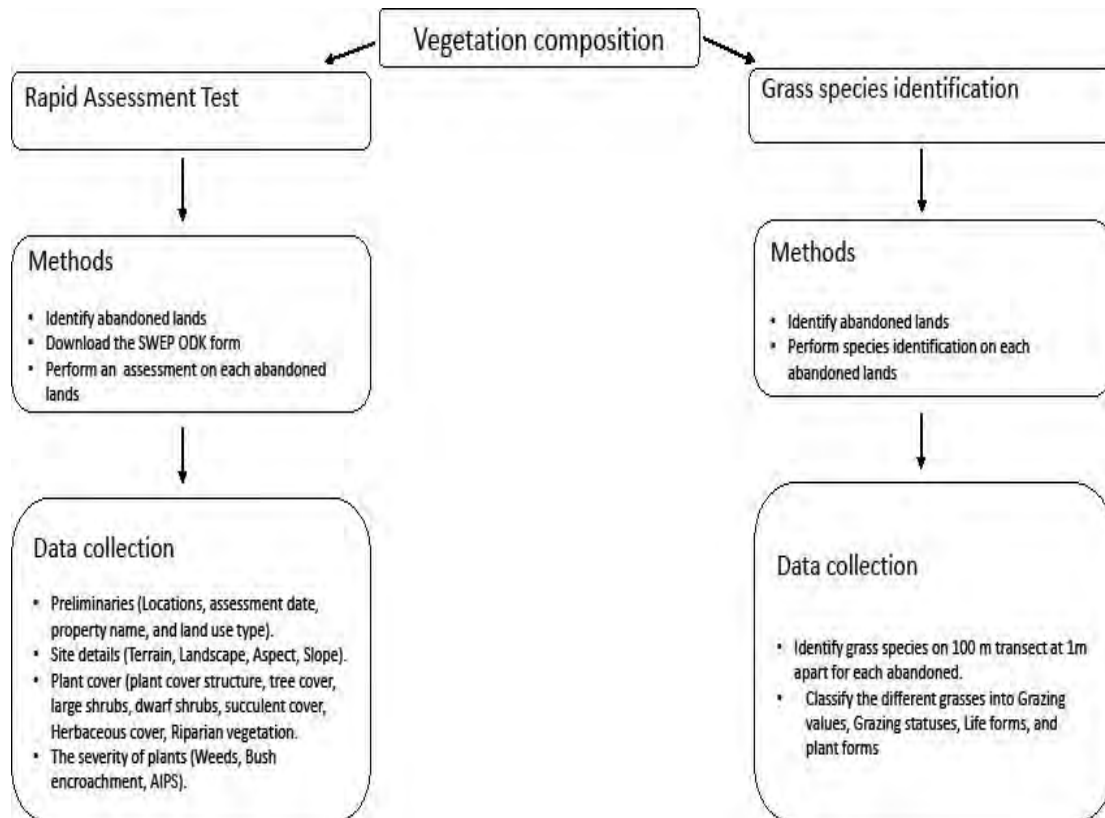 Vegetation composition
Rapid Assessment Test
Methods
• Identify abandoned lands
• Download the SWEP ODK form
• Perform an assessment on each abandoned
lands
Data collection
• Preliminaries (Locations, assessment date,
property name, and land use type).
• Site details (Terrain, Landscape, Aspect, Slope).
• Plant cover (plant cover structure, tree cover,
large shrubs, dwarf shrubs, succulent cover,
Herbaceous cover, Riparian vegetation.
• The severity of plants (Weeds, Bush
encroachment, AIPS).
Grass species identification
Methods
• Identify abandoned lands
• Perform species identification on each
abandoned lands
Data collection
• Identify grass species on 100 m transect at 1m
apart for each abandoned.
• Classify the different grasses into Grazing
values, Grazing statuses, Life forms, and
plant forms